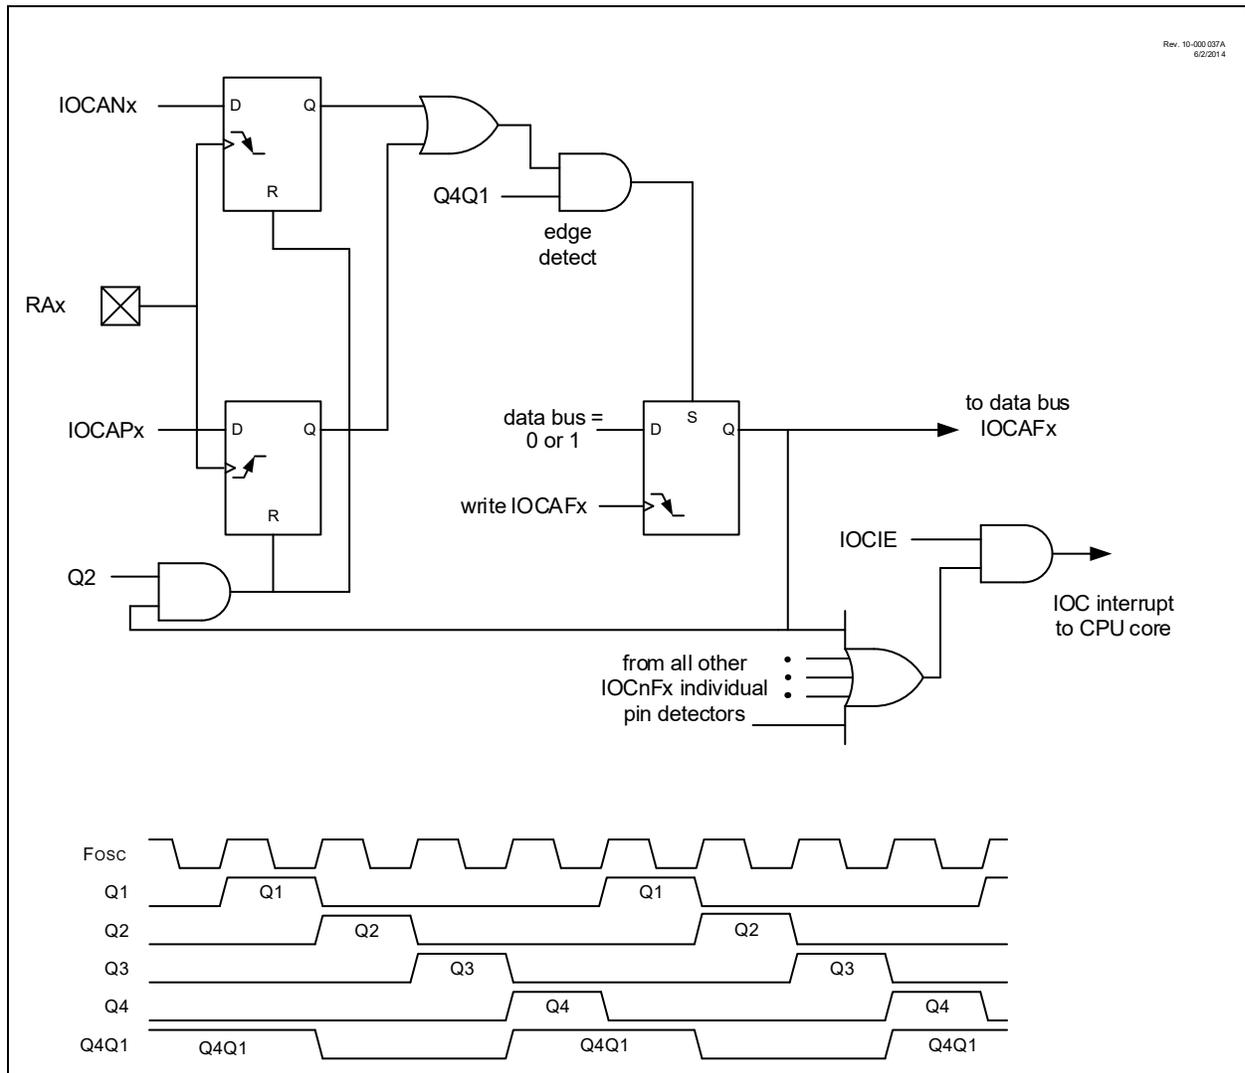 Rev. 10-000 037A
6/2/2014
IOCANx
D
Q
R
Q4Q1
edge
detect
RAx
IOCAPx
D
Q
R
data bus =
0 or 1
D
S
Q
to data bus
IOCAFx
write IOCAFx
IOCIE
Q2
IOC interrupt
to CPU core
from all other
IOCnFx individual
pin detectors
FOSC
Q1
Q1
Q1
Q2
Q2
Q2
Q3
Q3
Q3
Q4
Q4
Q4
Q4Q1
Q4Q1
Q4Q1
Q4Q1